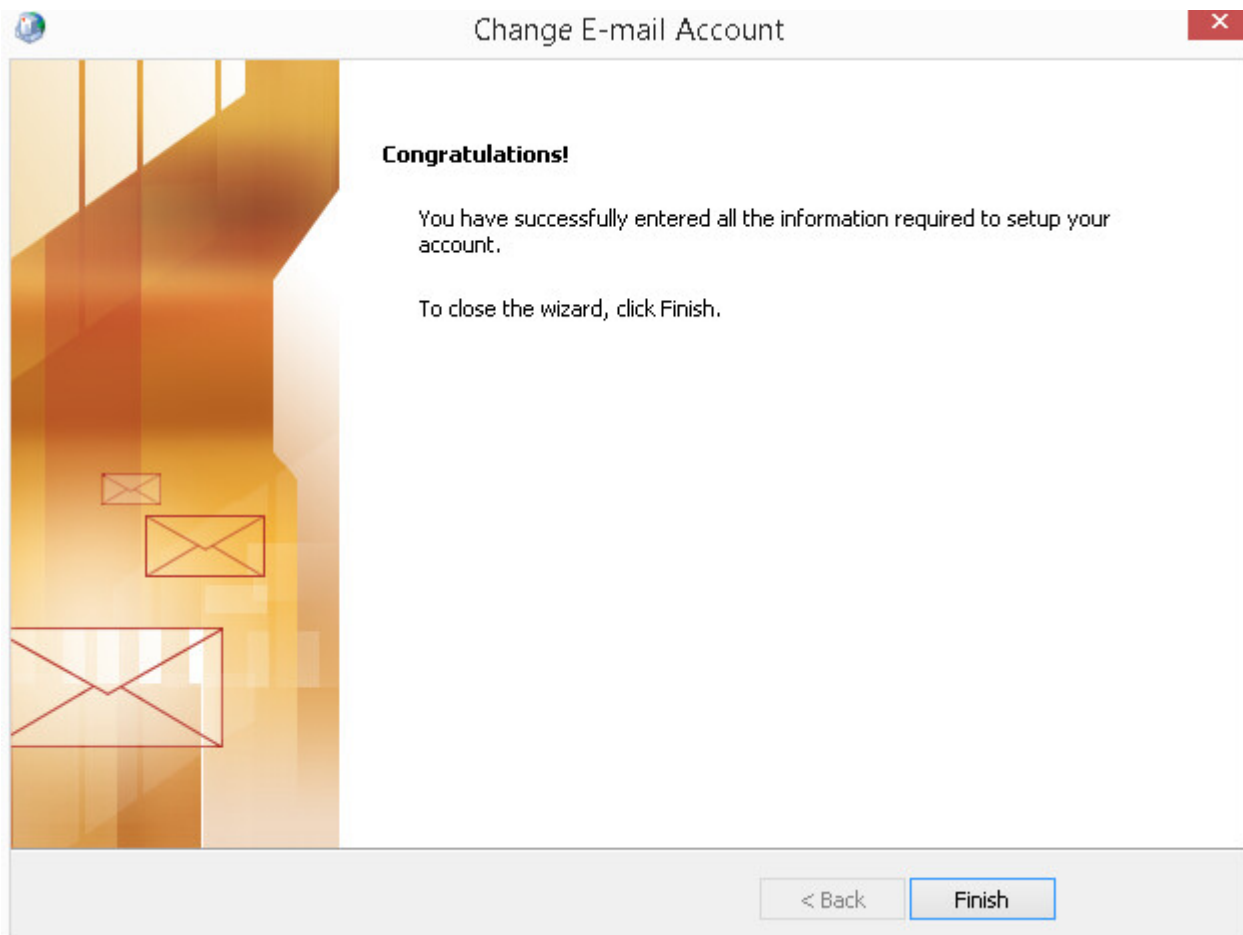 Change E-mail Account
Congratulations!
You have successfully entered all the information required to setup your
account.
To close the wizard, click Finish.
< Back
Finish